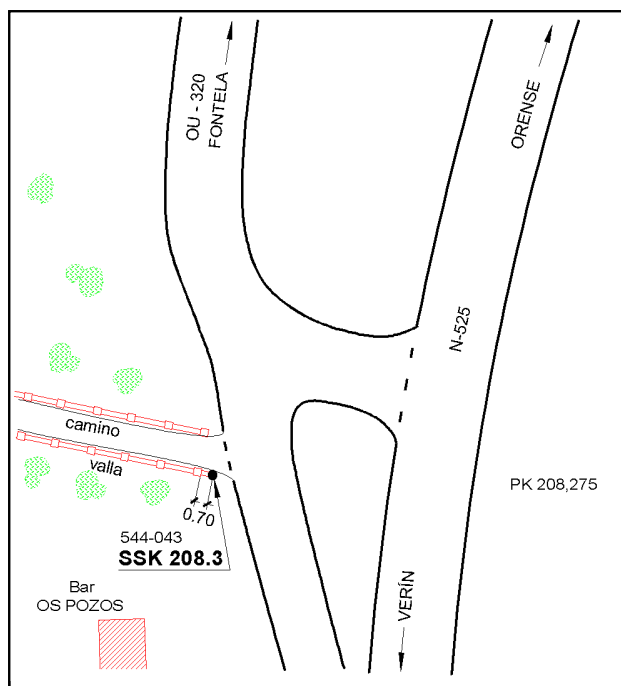 OU - 320
FONTELA
ORENSE
N-525
camino
valla
0.70
PK 208,275
544-043
SSK 208.3
Bar
OS POZOS
VERÍN